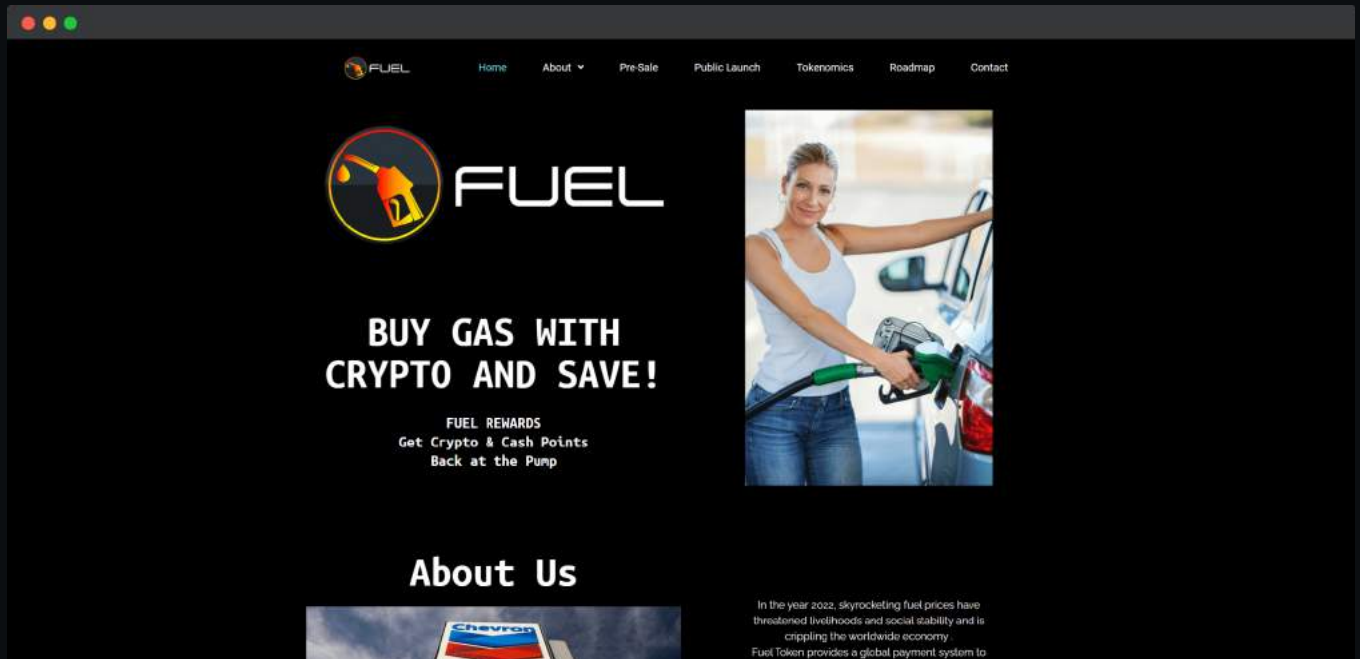 FUEL
Home
About
Pre-Sale
Public Launch
Tokenomics
Roadmap
Contact
FUEL
BUY GAS WITH
CRYPTO AND SAVE!
FUEL REWARDS
Get Crypto & Cash Points
Back at the Pump
About Us
Chevron
In the year 2022, skyrocketing fuel prices have
threatened livelihoods and social stability and is
crippling the worldwide economy .
Fuel Token provides a global payment system to